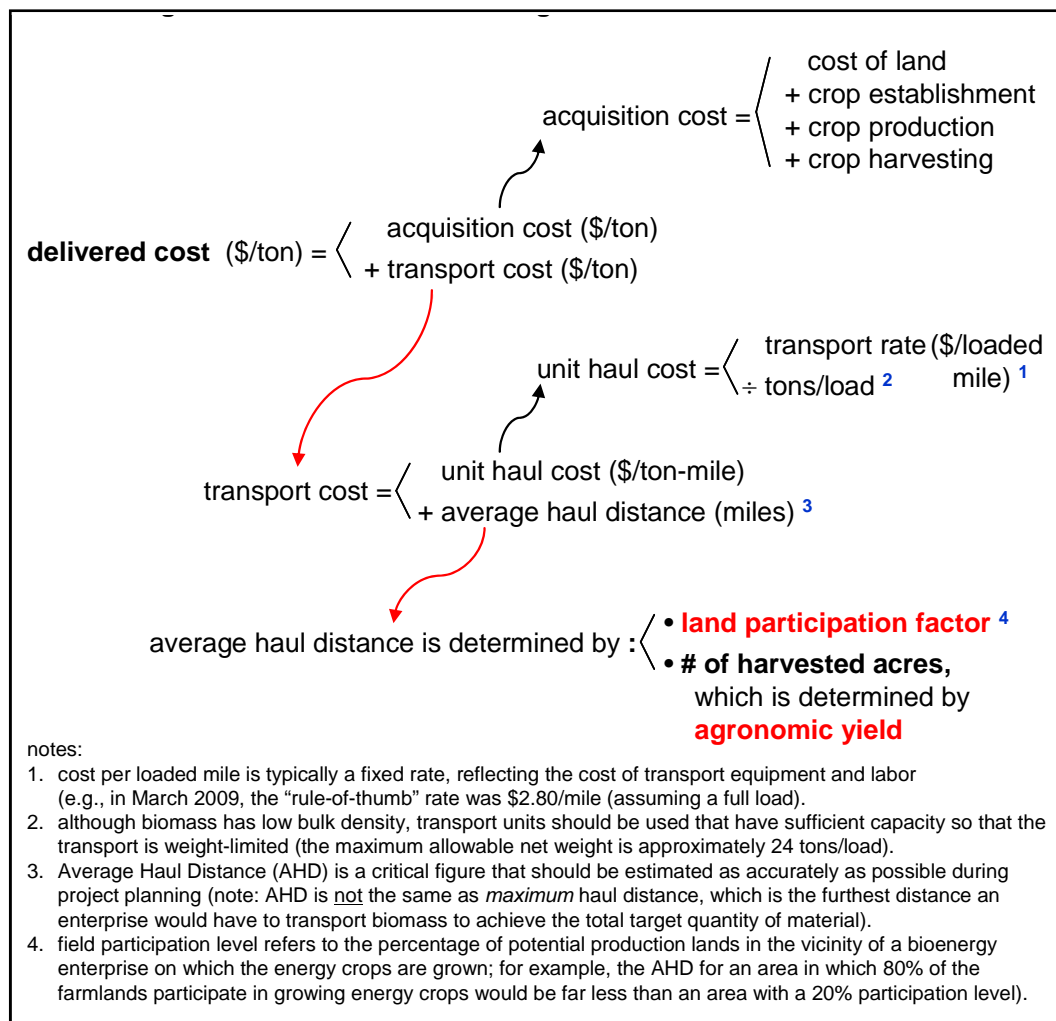 cost of land
+ crop establishment
acquisition cost =
+ crop production
+ crop harvesting
acquisition cost ($/ton)
delivered cost ($/ton) =
+ transport cost ($/ton)
transport rate ($/loaded
unit haul cost =
mile) 1
÷ tons/load 2
unit haul cost ($/ton-mile)
transport cost =
+ average haul distance (miles) 3
• land participation factor 4
average haul distance is determined by :
• # of harvested acres,
which is determined by
agronomic yield
notes:
1. cost per loaded mile is typically a fixed rate, reflecting the cost of transport equipment and labor
(e.g., in March 2009, the “rule-of-thumb” rate was $2.80/mile (assuming a full load).
2. although biomass has low bulk density, transport units should be used that have sufficient capacity so that the
transport is weight-limited (the maximum allowable net weight is approximately 24 tons/load).
3. Average Haul Distance (AHD) is a critical figure that should be estimated as accurately as possible during
project planning (note: AHD is not the same as maximum haul distance, which is the furthest distance an
enterprise would have to transport biomass to achieve the total target quantity of material).
4. field participation level refers to the percentage of potential production lands in the vicinity of a bioenergy
enterprise on which the energy crops are grown; for example, the AHD for an area in which 80% of the
farmlands participate in growing energy crops would be far less than an area with a 20% participation level).